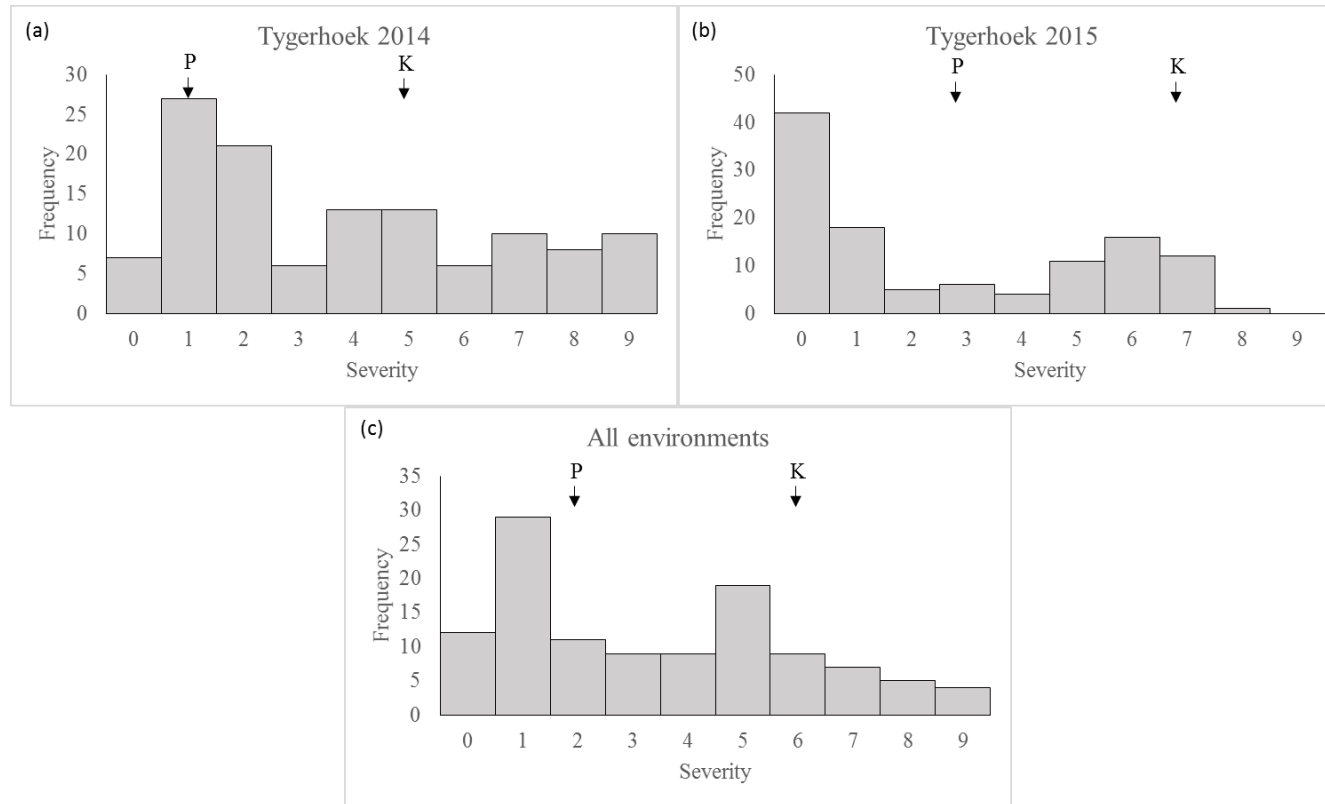 (a)
Tygerhoek 2014
P
K
30
25
20
15
10
5
0
Frequency
0 1 2 3 4 5 6 7 8 9
Severity
(b)
Tygerhoek 2015
P
K
50
40
30
20
10
0
Frequency
0 1 2 3 4 5 6 7 8 9
Severity
(c)
All environments
P
K
35
30
25
20
15
10
5
0
Frequency
0 1 2 3 4 5 6 7 8 9
Severity